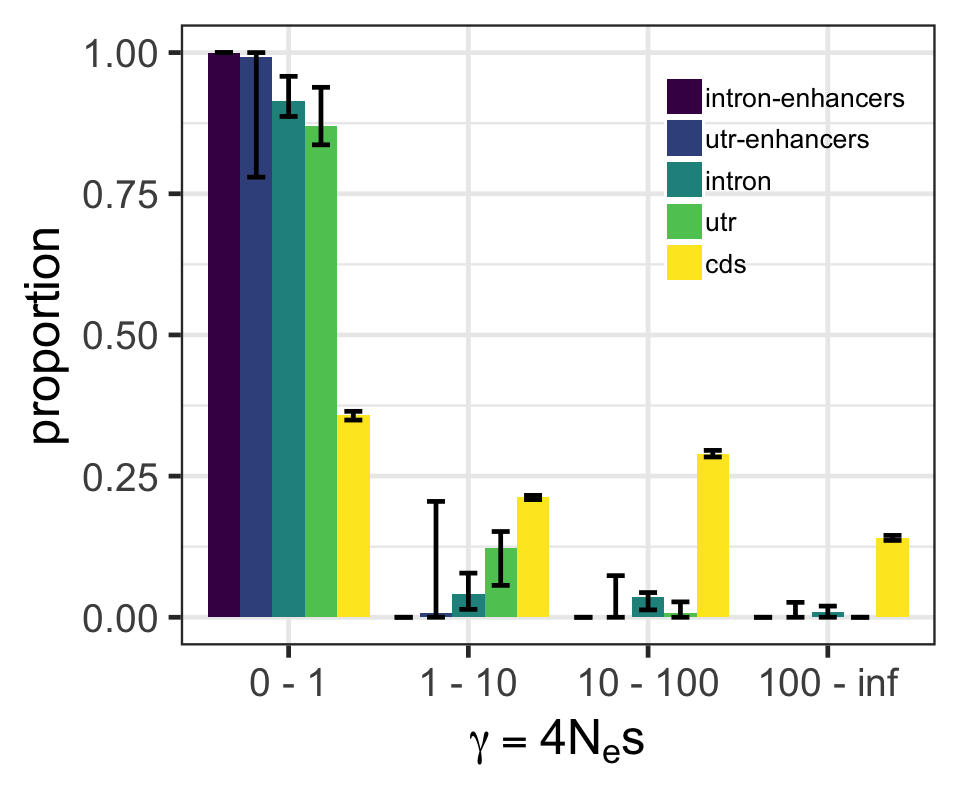 proportion
1.00
0.75
0.50
0.25
0.00
intron-enhancers
utr-enhancers
intron
utr
cds
0 - 1
1 - 10
10 - 100
100 - inf
γ = 4Nₑs